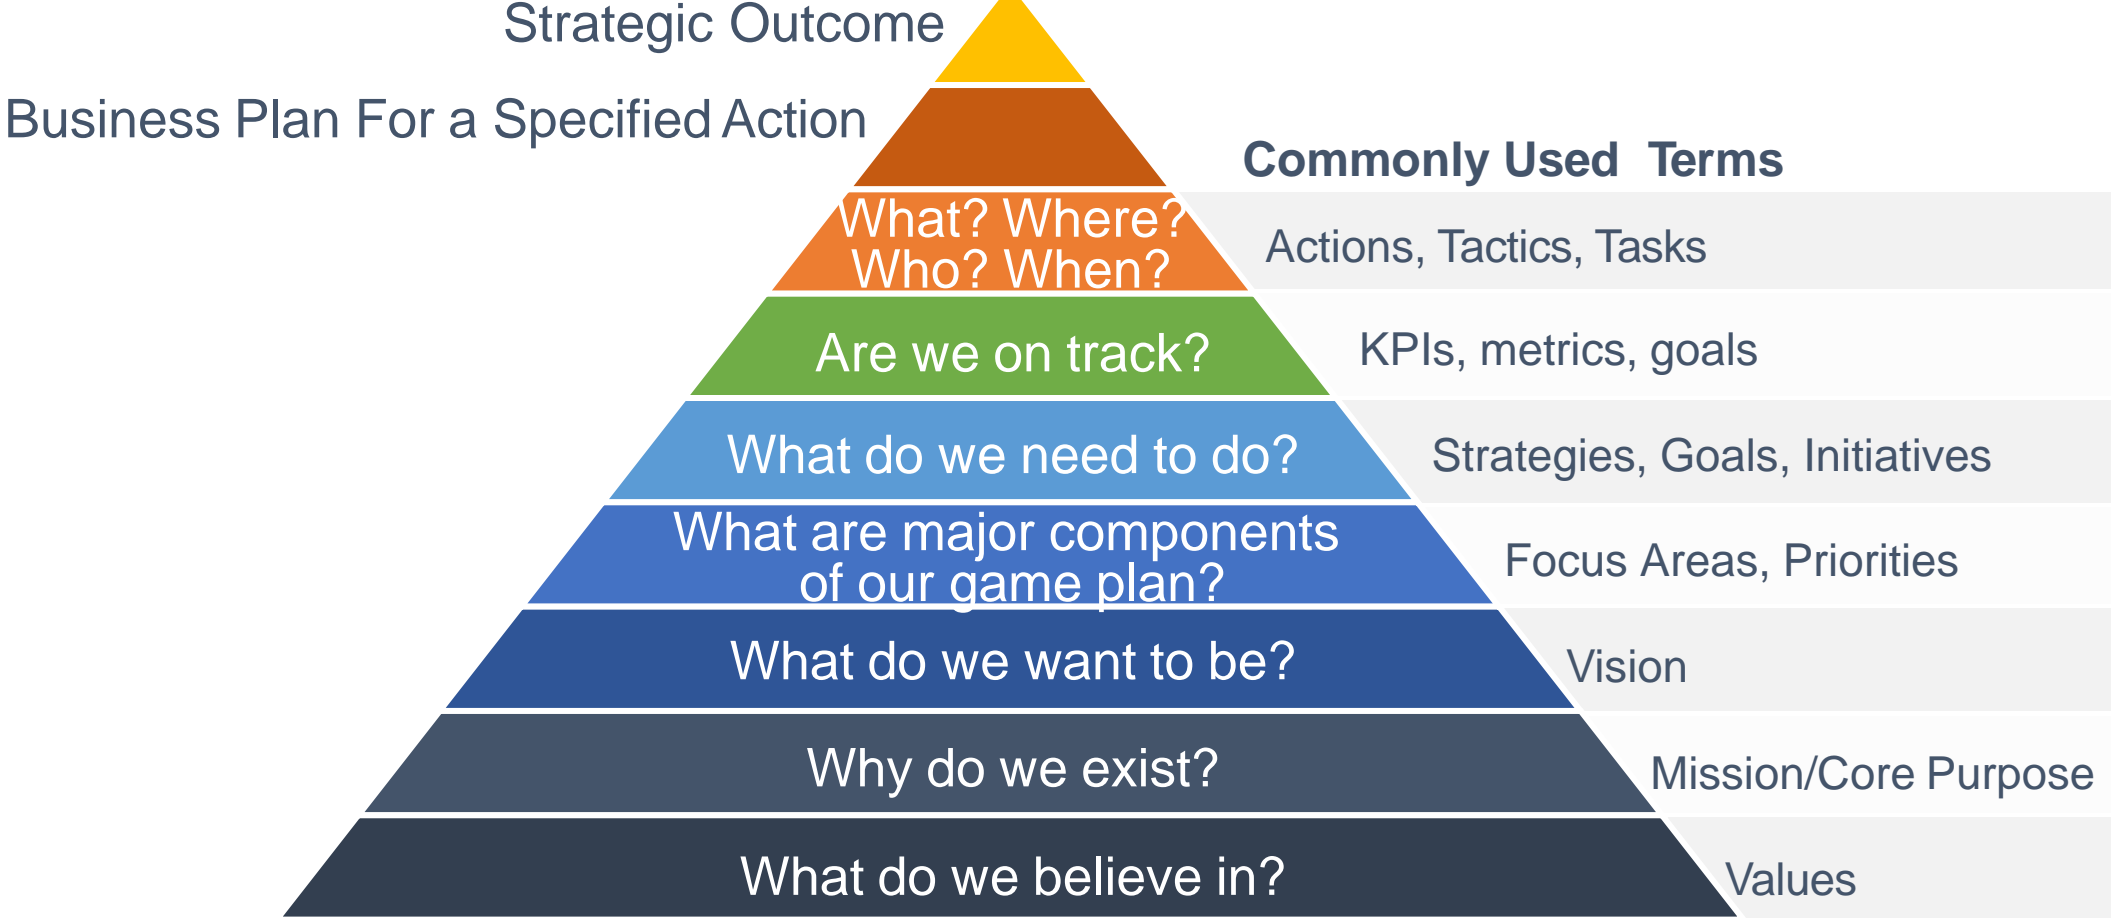 Strategic Outcome
Business Plan For a Specified Action
Commonly Used Terms
What? Where?
Who? When?
Actions, Tactics, Tasks
Are we on track?
KPIs, metrics, goals
What do we need to do?
Strategies, Goals, Initiatives
What are major components
of our game plan?
Focus Areas, Priorities
What do we want to be?
Vision
Why do we exist?
Mission/Core Purpose
What do we believe in?
Values